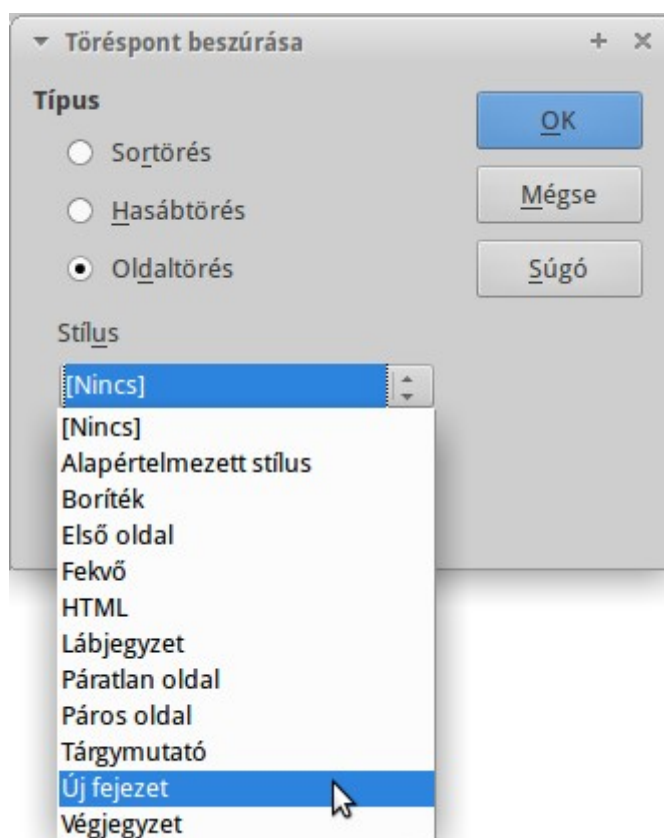 Töréspont beszúrása
Típus
Sortörés
Hasábtörés
Oldaltörés
OK
Mégse
Súgó
Stílus
[Nincs]
[Nincs]
Alapértelmezett stílus
Boríték
Első oldal
Fekvő
HTML
Lábjegyzet
Páratlan oldal
Páros oldal
Tárgymutató
Új fejezet
Végjegyzet